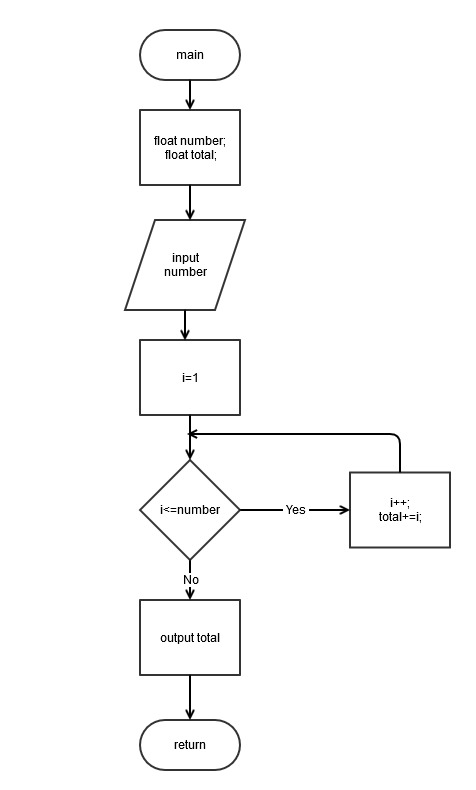 main
float number;
float total;
input
number
i=1
i<=number
Yes
i++;
total+=i;
No
output total
return